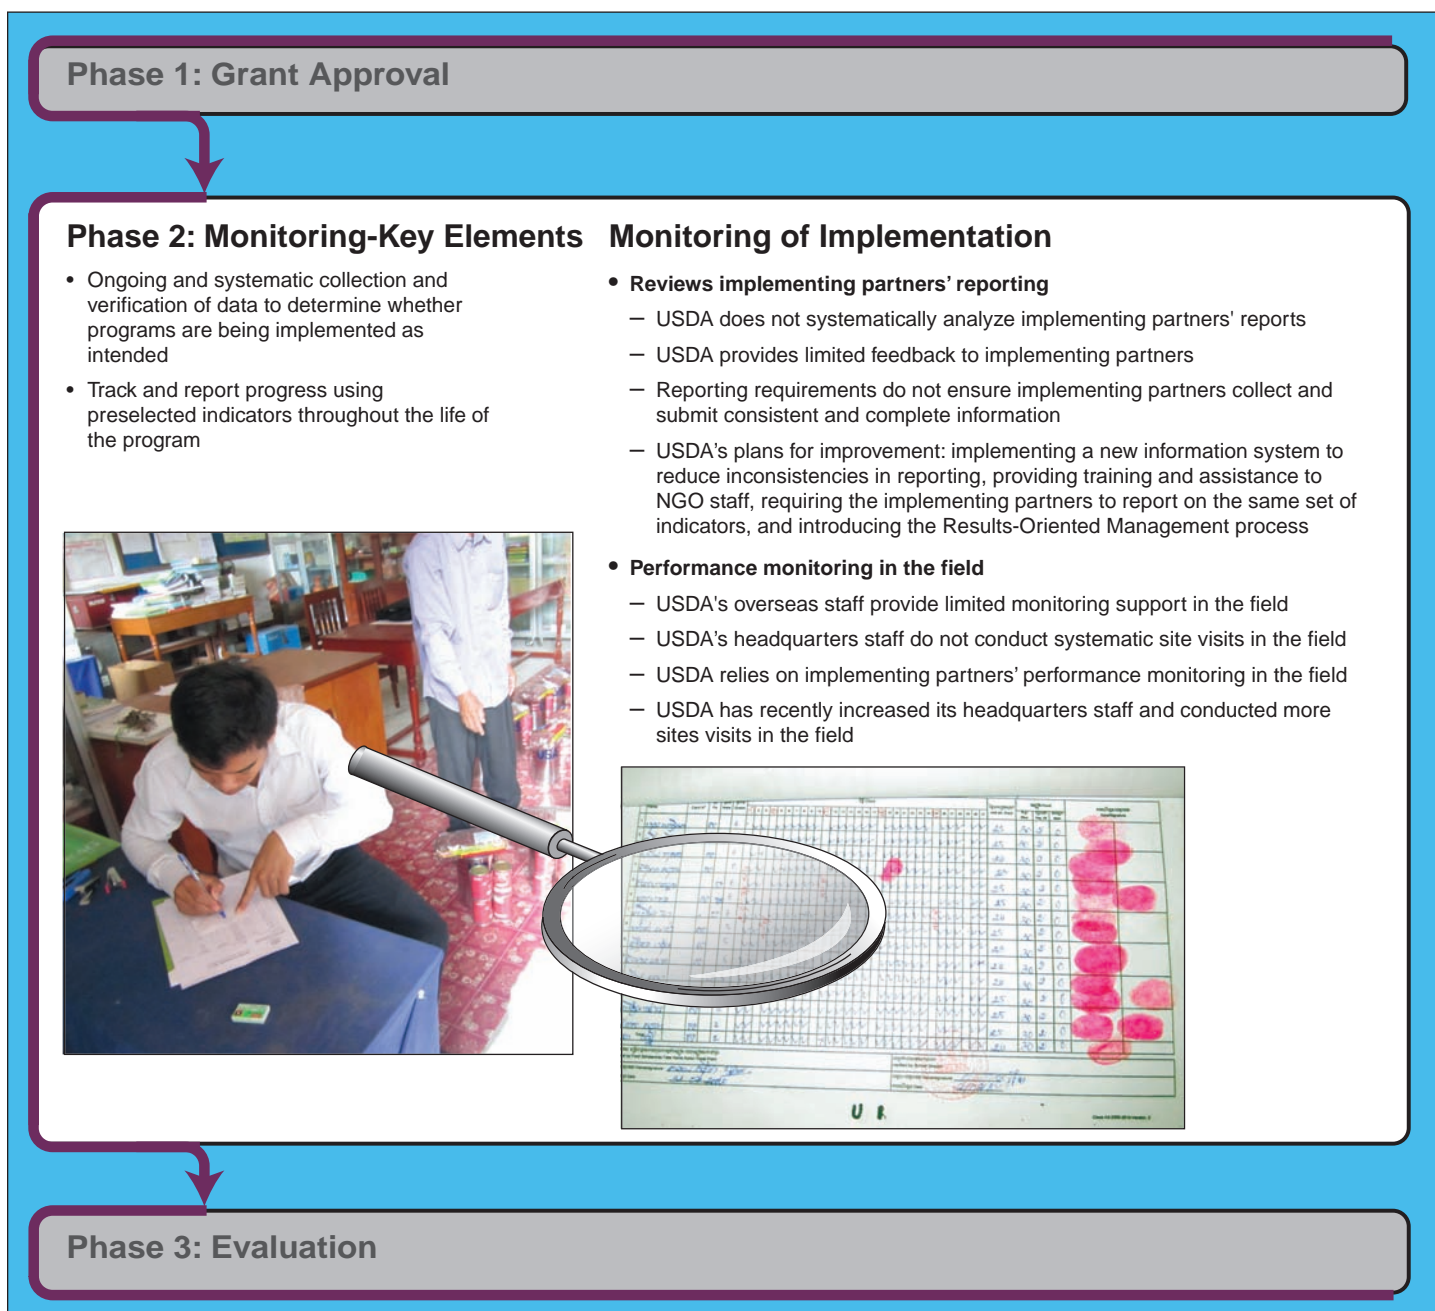 Phase 1: Grant Approval
Phase 2: Monitoring-Key Elements
• Ongoing and systematic collection and
verification of data to determine whether
programs are being implemented as
intended
• Track and report progress using
preselected indicators throughout the life of
the program
Monitoring of Implementation
• Reviews implementing partners’ reporting
– USDA does not systematically analyze implementing partners' reports
– USDA provides limited feedback to implementing partners
– Reporting requirements do not ensure implementing partners collect and
submit consistent and complete information
– USDA’s plans for improvement: implementing a new information system to
reduce inconsistencies in reporting, providing training and assistance to
NGO staff, requiring the implementing partners to report on the same set of
indicators, and introducing the Results-Oriented Management process
• Performance monitoring in the field
– USDA's overseas staff provide limited monitoring support in the field
– USDA’s headquarters staff do not conduct systematic site visits in the field
– USDA relies on implementing partners’ performance monitoring in the field
– USDA has recently increased its headquarters staff and conducted more
sites visits in the field
Phase 3: Evaluation